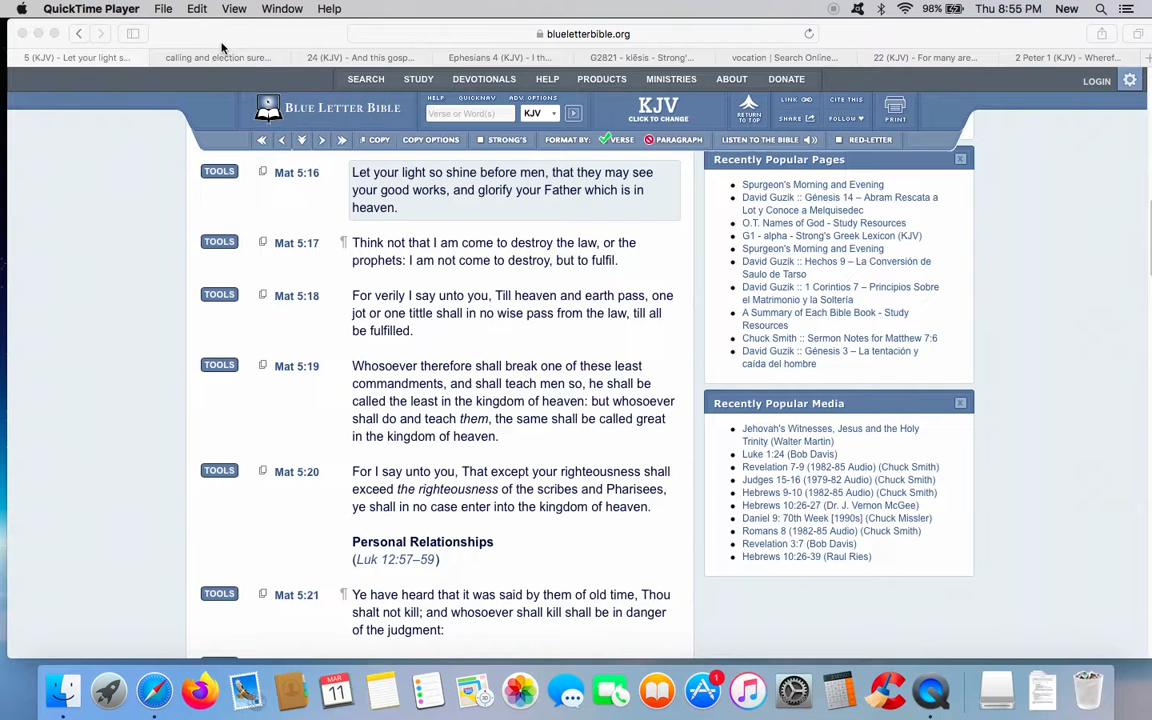 QuickTime Player File Edit View Window Help 98% Thu 8:55 PM New
blueletterbible.org
5 (KJV) - Let your light s... calling and election sure... 24 (KJV) - And this gosp... Ephesians 4 (KJV) - I th... G2821 - klēsis - Strong'... vocation | Search Online... 22 (KJV) - For many are... 2 Peter 1 (KJV) - Wheref...
SEARCH STUDY DEVOTIONALS HELP PRODUCTS MINISTRIES ABOUT DONATE LOGIN
BLUE LETTER BIBLE
HELP QUICKNAV ADV. OPTIONS
Verse or Word(s) KJV
KJV
CLICK TO CHANGE
RETURN TO TOP
LINK CITE THIS
SHARE FOLLOW
PRINT
COPY COPY OPTIONS STRONG'S FORMAT BY: VERSE PARAGRAPH LISTEN TO THE BIBLE RED-LETTER
TOOLS Mat 5:16 Let your light so shine before men, that they may see
your good works, and glorify your Father which is in
heaven.
TOOLS Mat 5:17 ¶ Think not that I am come to destroy the law, or the
prophets: I am not come to destroy, but to fulfil.
TOOLS Mat 5:18 For verily I say unto you, Till heaven and earth pass, one
jot or one tittle shall in no wise pass from the law, till all
be fulfilled.
TOOLS Mat 5:19 Whosoever therefore shall break one of these least
commandments, and shall teach men so, he shall be
called the least in the kingdom of heaven: but whosoever
shall do and teach them, the same shall be called great
in the kingdom of heaven.
TOOLS Mat 5:20 For I say unto you, That except your righteousness shall
exceed the righteousness of the scribes and Pharisees,
ye shall in no case enter into the kingdom of heaven.
Personal Relationships
(Luk 12:57–59)
TOOLS Mat 5:21 ¶ Ye have heard that it was said by them of old time, Thou
shalt not kill; and whosoever shall kill shall be in danger
of the judgment:
Recently Popular Pages x
Spurgeon's Morning and Evening
David Guzik :: Génesis 14 – Abram Rescata a
Lot y Conoce a Melquisedec
O.T. Names of God - Study Resources
G1 - alpha - Strong's Greek Lexicon (KJV)
Spurgeon's Morning and Evening
David Guzik :: Hechos 9 – La Conversión de
Saulo de Tarso
David Guzik :: 1 Corintios 7 – Principios Sobre
el Matrimonio y la Soltería
A Summary of Each Bible Book - Study
Resources
Chuck Smith :: Sermon Notes for Matthew 7:6
David Guzik :: Génesis 3 – La tentación y
caída del hombre
Recently Popular Media x
Jehovah's Witnesses, Jesus and the Holy
Trinity (Walter Martin)
Luke 1:24 (Bob Davis)
Revelation 7-9 (1982-85 Audio) (Chuck Smith)
Judges 15-16 (1979-82 Audio) (Chuck Smith)
Hebrews 9-10 (1982-85 Audio) (Chuck Smith)
Hebrews 10:26-27 (Dr. J. Vernon McGee)
Daniel 9: 70th Week [1990s] (Chuck Missler)
Romans 8 (1982-85 Audio) (Chuck Smith)
Revelation 3:7 (Bob Davis)
Hebrews 10:26-39 (Raul Ries)
MAR
11
1